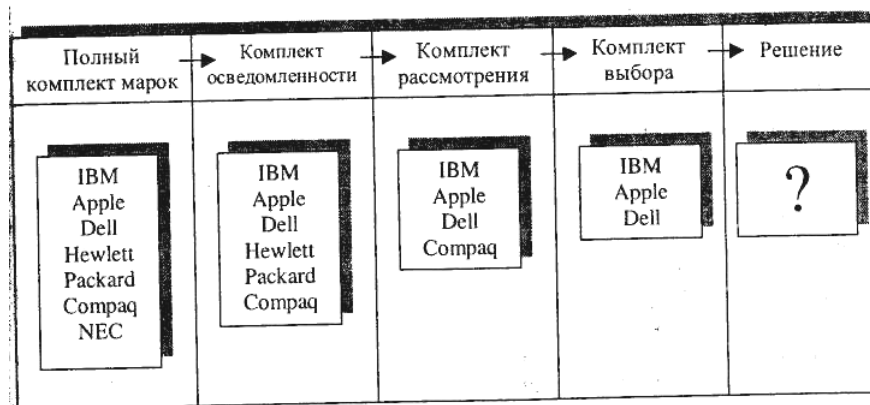 Полный
комплект марок
Комплект
осведомленности
Комплект
рассмотрения
Комплект
выбора
Решение
IBM
Apple
Dell
Hewlett
Packard
Compaq
NEC
IBM
Apple
Dell
Hewlett
Packard
Compaq
IBM
Apple
Dell
Compaq
IBM
Apple
Dell
?